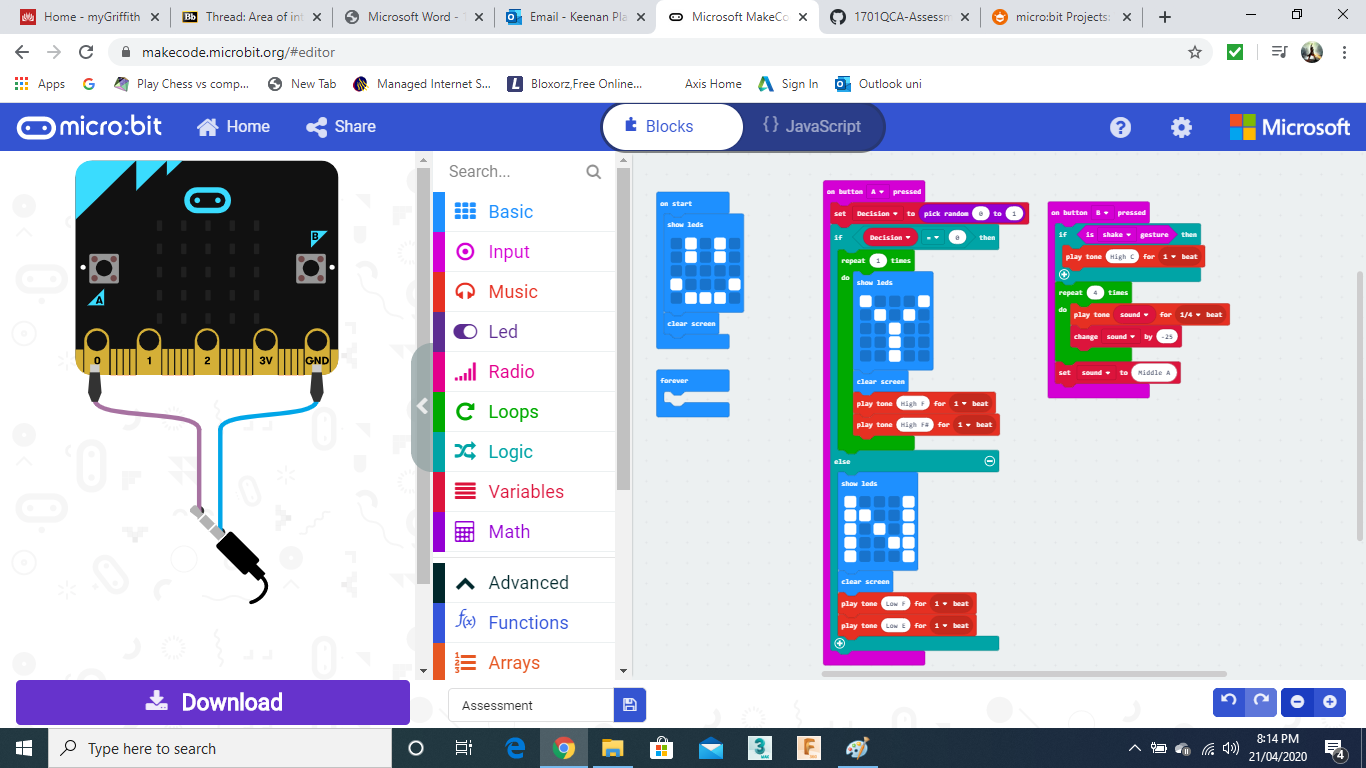 Home - myGriffith
Thread: Area of int
Microsoft Word -
Email - Keenan Pla
Microsoft MakeCo
1701QCA-Assessm
micro:bit Projects:
makecode.microbit.org/#editor
Apps
Play Chess vs comp...
New Tab
Managed Internet S...
Bloxorz,Free Online...
Axis Home
Sign In
Outlook uni
micro:bit
Home
Share
Blocks
{} JavaScript
?
Microsoft
B
A
0 1 2 3V GND
Search...
Basic
Input
Music
Led
Radio
Loops
Logic
Variables
Math
Advanced
f(x) Functions
Arrays
on start
show leds
clear screen
forever
on button A pressed
set Decision to pick random 0 to 1
if Decision = 0 then
repeat 1 times
do
show leds
clear screen
play tone High F for 1 beat
play tone High F# for 1 beat
else
show leds
clear screen
play tone Low F for 1 beat
play tone Low E for 1 beat
on button B pressed
if is shake gesture then
play tone High C for 1 beat
repeat 4 times
do play tone sound for 1/4 beat
change sound by -25
set sound to Middle A
Download
Assessment
Type here to search
8:14 PM
21/04/2020
4